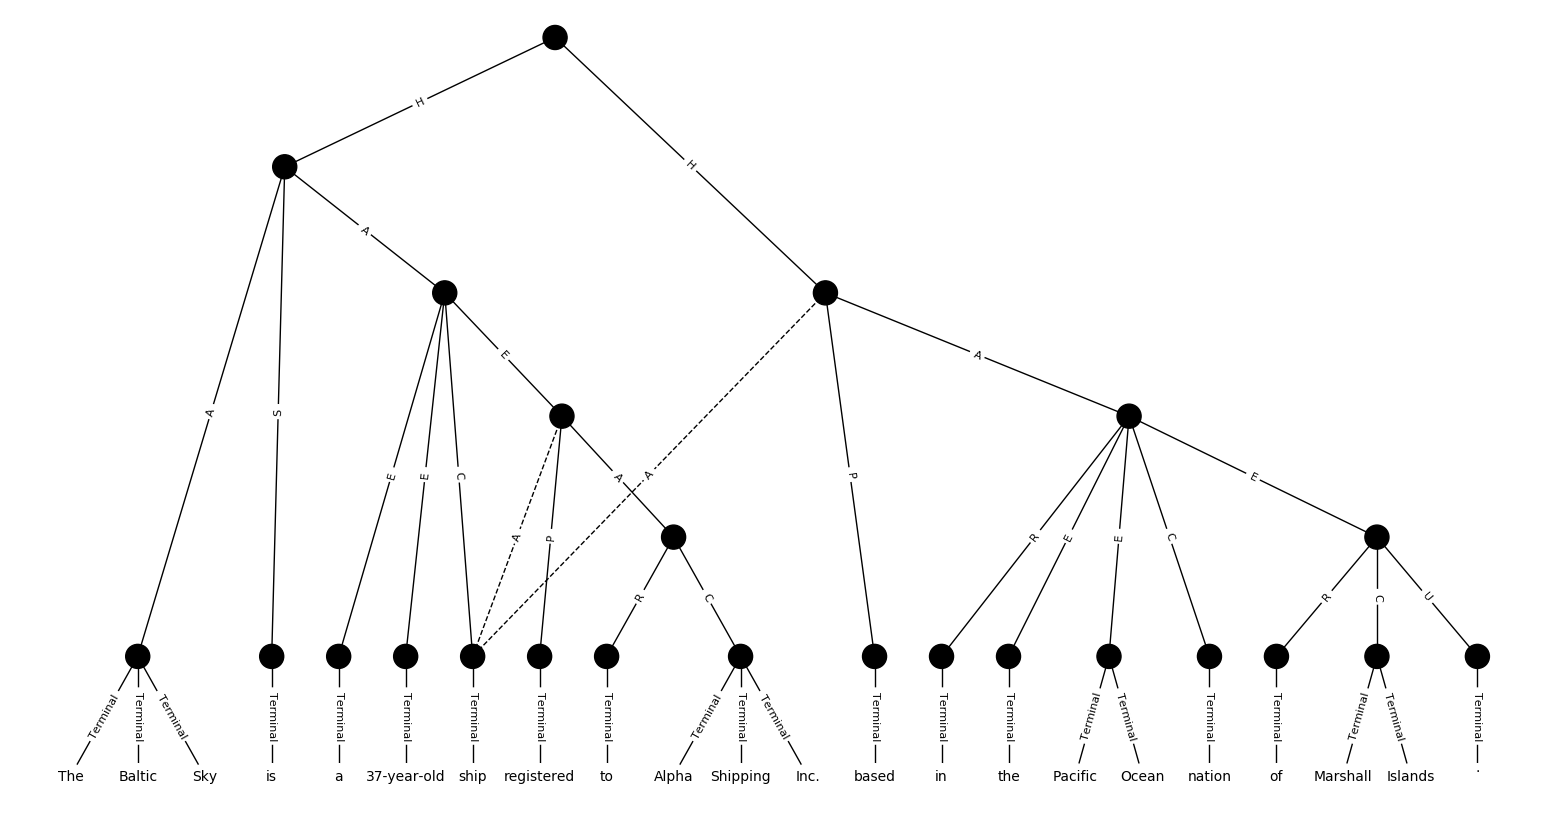 H
H
A
A
S
E
A
E
E
C
A
A
P
A
P
R
E
E
C
E
R
C
R
C
U
Terminal Terminal Terminal Terminal Terminal Terminal Terminal Terminal Terminal Terminal Terminal Terminal Terminal Terminal Terminal Terminal Terminal Terminal Terminal Terminal Terminal Terminal
The Baltic Sky is a 37-year-old ship registered to Alpha Shipping Inc. based in the Pacific Ocean nation of Marshall Islands .